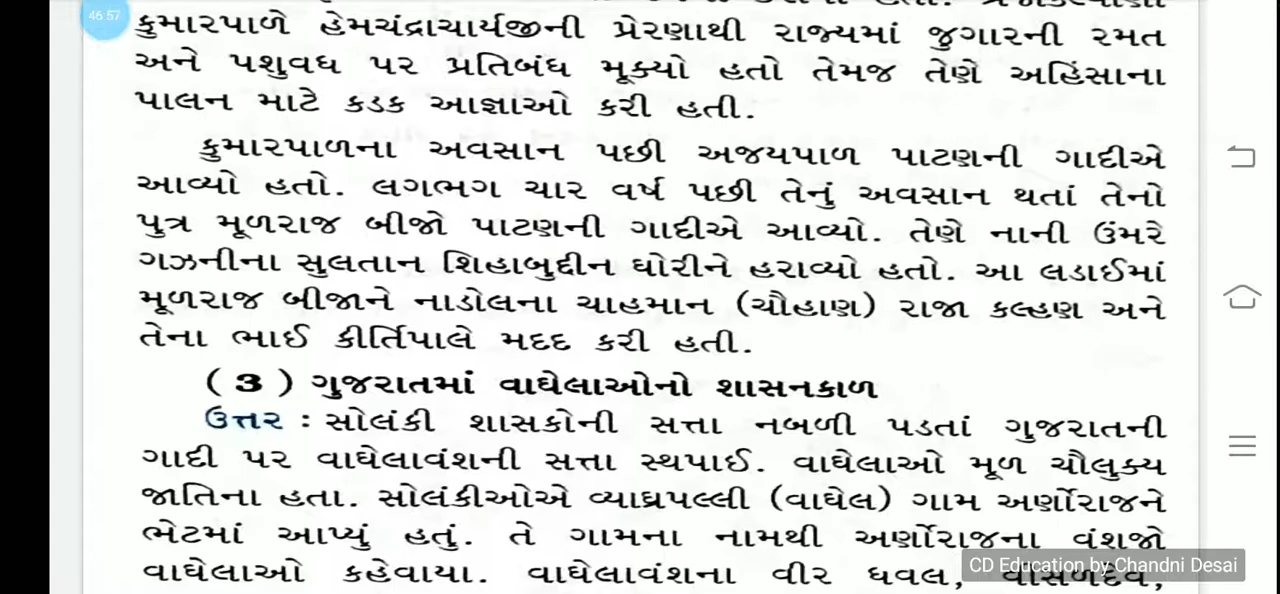 46:57
કુમારપાળે હેમચંદ્રાચાર્યજીની પ્રેરણાથી રાજ્યમાં જુગારની રમત
અને પશુવધ પર પ્રતિબંધ મૂક્યો હતો તેમજ તેણે અહિંસાના
પાલન માટે કડક આજ્ઞાઓ કરી હતી.
કુમારપાળના અવસાન પછી અજયપાળ પાટણની ગાદીએ
આવ્યો હતો. લગભગ ચાર વર્ષ પછી તેનું અવસાન થતાં તેનો
પુત્ર મૂળરાજ બીજો પાટણની ગાદીએ આવ્યો. તેણે નાની ઉંમરે
ગઝનીના સુલતાન શિહાબુદ્દીન ઘોરીને હરાવ્યો હતો. આ લડાઈમાં
મૂળરાજ બીજાને નાડોલના ચાહમાન (ચૌહાણ) રાજા કલ્હણ અને
તેના ભાઈ કીર્તિપાલે મદદ કરી હતી.
( 3 ) ગુજરાતમાં વાઘેલાઓનો શાસનકાળ
ઉત્તર : સોલંકી શાસકોની સત્તા નબળી પડતાં ગુજરાતની
ગાદી પર વાઘેલાવંશની સત્તા સ્થપાઈ. વાઘેલાઓ મૂળ ચૌલુક્ય
જાતિના હતા. સોલંકીઓએ વ્યાઘ્રપલ્લી (વાઘેલ) ગામ અર્ણોરાજને
ભેટમાં આપ્યું હતું. તે ગામના નામથી અર્ણોરાજના વંશજો
વાઘેલાઓ કહેવાયા. વાઘેલાવંશના વીર ધવલ, વીસળદેવ,
CD Education by Chandni Desai